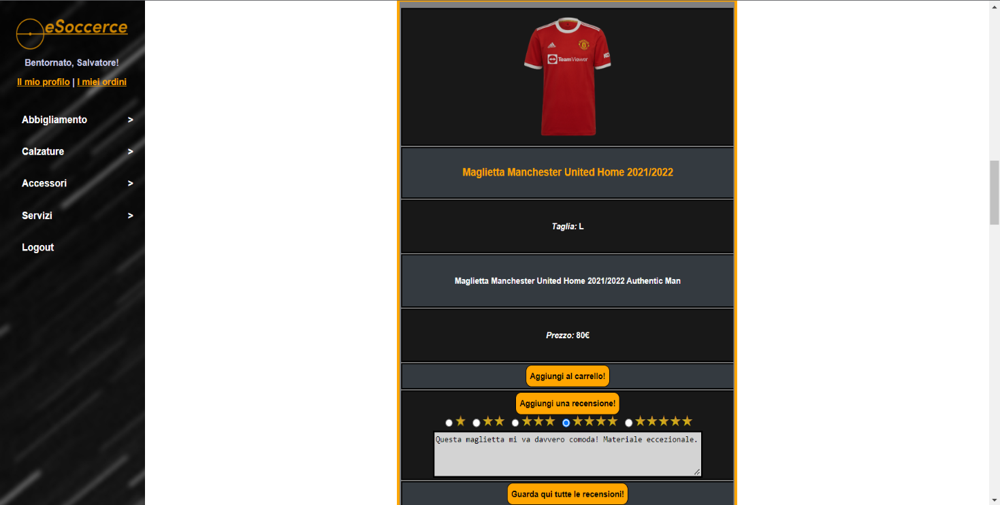 eSoccerce
Bentornato, Salvatore!
Il mio profilo | I miei ordini
Abbigliamento >
Calzature >
Accessori >
Servizi >
Logout
adidas
TeamViewer
Maglietta Manchester United Home 2021/2022
Taglia: L
Maglietta Manchester United Home 2021/2022 Authentic Man
Prezzo: 80€
Aggiungi al carrello!
Aggiungi una recensione!
Questa maglietta mi va davvero comoda! Materiale eccezionale.
Guarda qui tutte le recensioni!